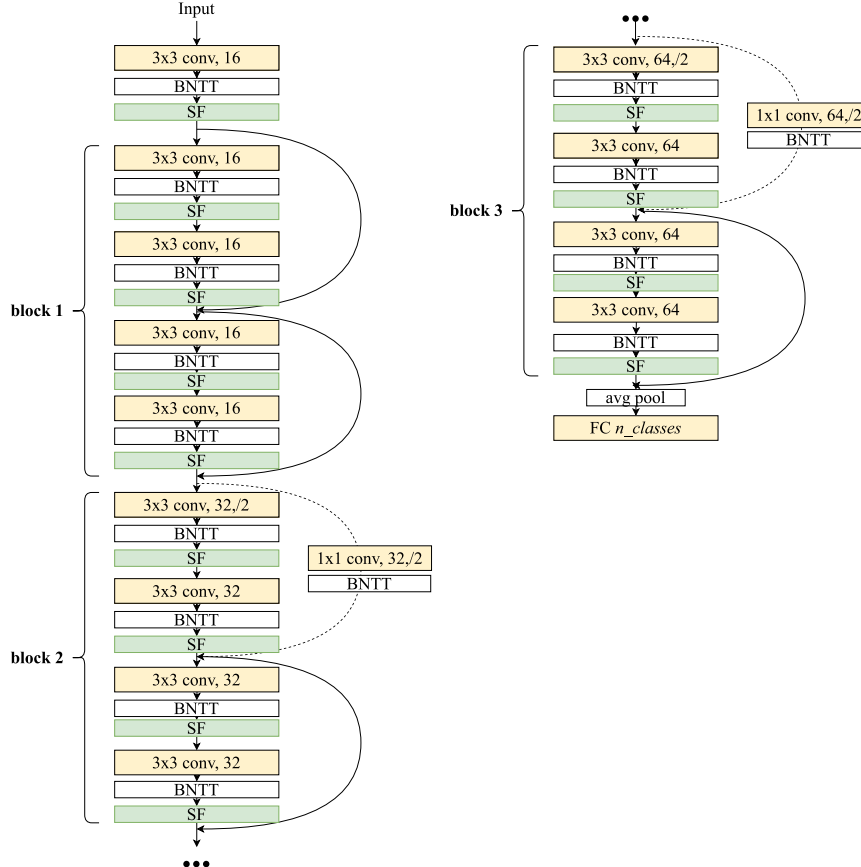 Input
3x3 conv, 16
BNTT
SF
block 1
3x3 conv, 16
BNTT
SF
3x3 conv, 16
BNTT
SF
3x3 conv, 16
BNTT
SF
3x3 conv, 16
BNTT
SF
block 2
3x3 conv, 32,/2
BNTT
SF
1x1 conv, 32,/2
BNTT
3x3 conv, 32
BNTT
SF
3x3 conv, 32
BNTT
SF
3x3 conv, 32
BNTT
SF
block 3
3x3 conv, 64,/2
BNTT
SF
1x1 conv, 64,/2
BNTT
3x3 conv, 64
BNTT
SF
3x3 conv, 64
BNTT
SF
3x3 conv, 64
BNTT
SF
avg pool
FC n_classes